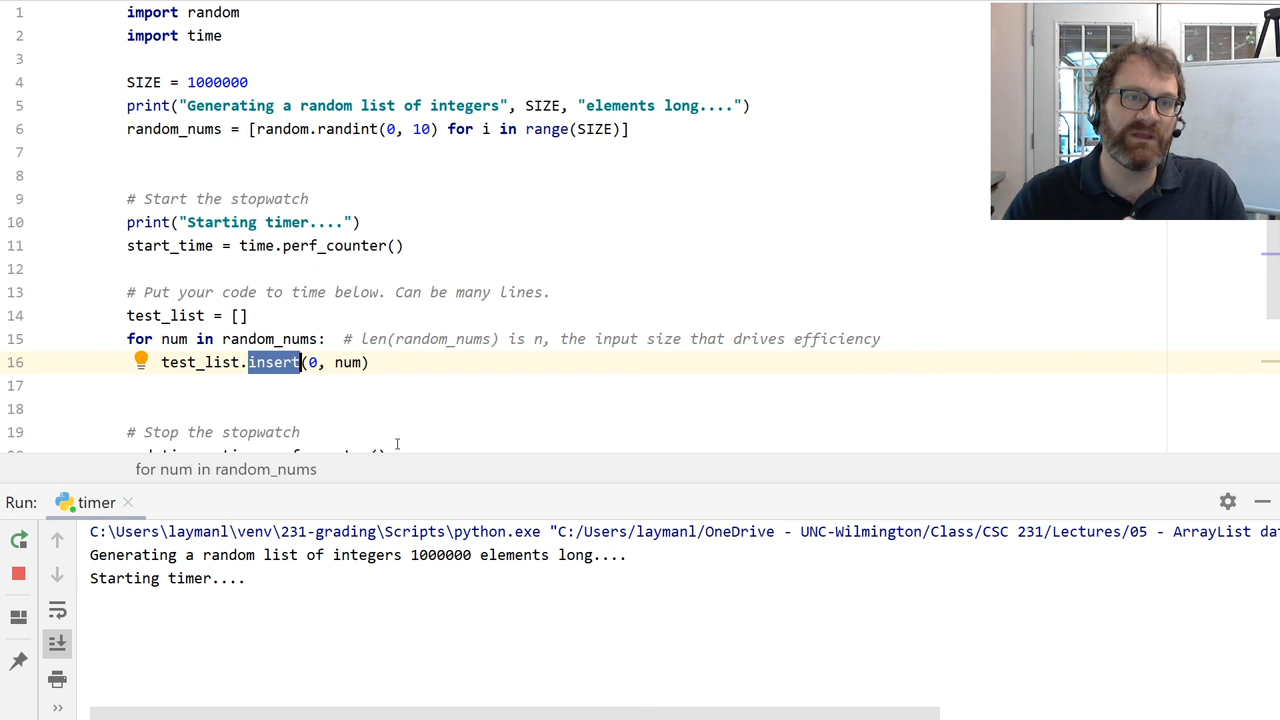 1 import random
2 import time
3
4 SIZE = 1000000
5 print("Generating a random list of integers", SIZE, "elements long....")
6 random_nums = [random.randint(0, 10) for i in range(SIZE)]
7
8
9 # Start the stopwatch
10 print("Starting timer....")
11 start_time = time.perf_counter()
12
13 # Put your code to time below. Can be many lines.
14 test_list = []
15 for num in random_nums:  # len(random_nums) is n, the input size that drives efficiency
16 test_list.insert(0, num)
17
18
19 # Stop the stopwatch
for num in random_nums
Run: timer
C:\Users\laymanl\venv\231-grading\Scripts\python.exe "C:/Users/laymanl/OneDrive - UNC-Wilmington/Class/CSC 231/Lectures/05 - ArrayList da
Generating a random list of integers 1000000 elements long....
Starting timer....